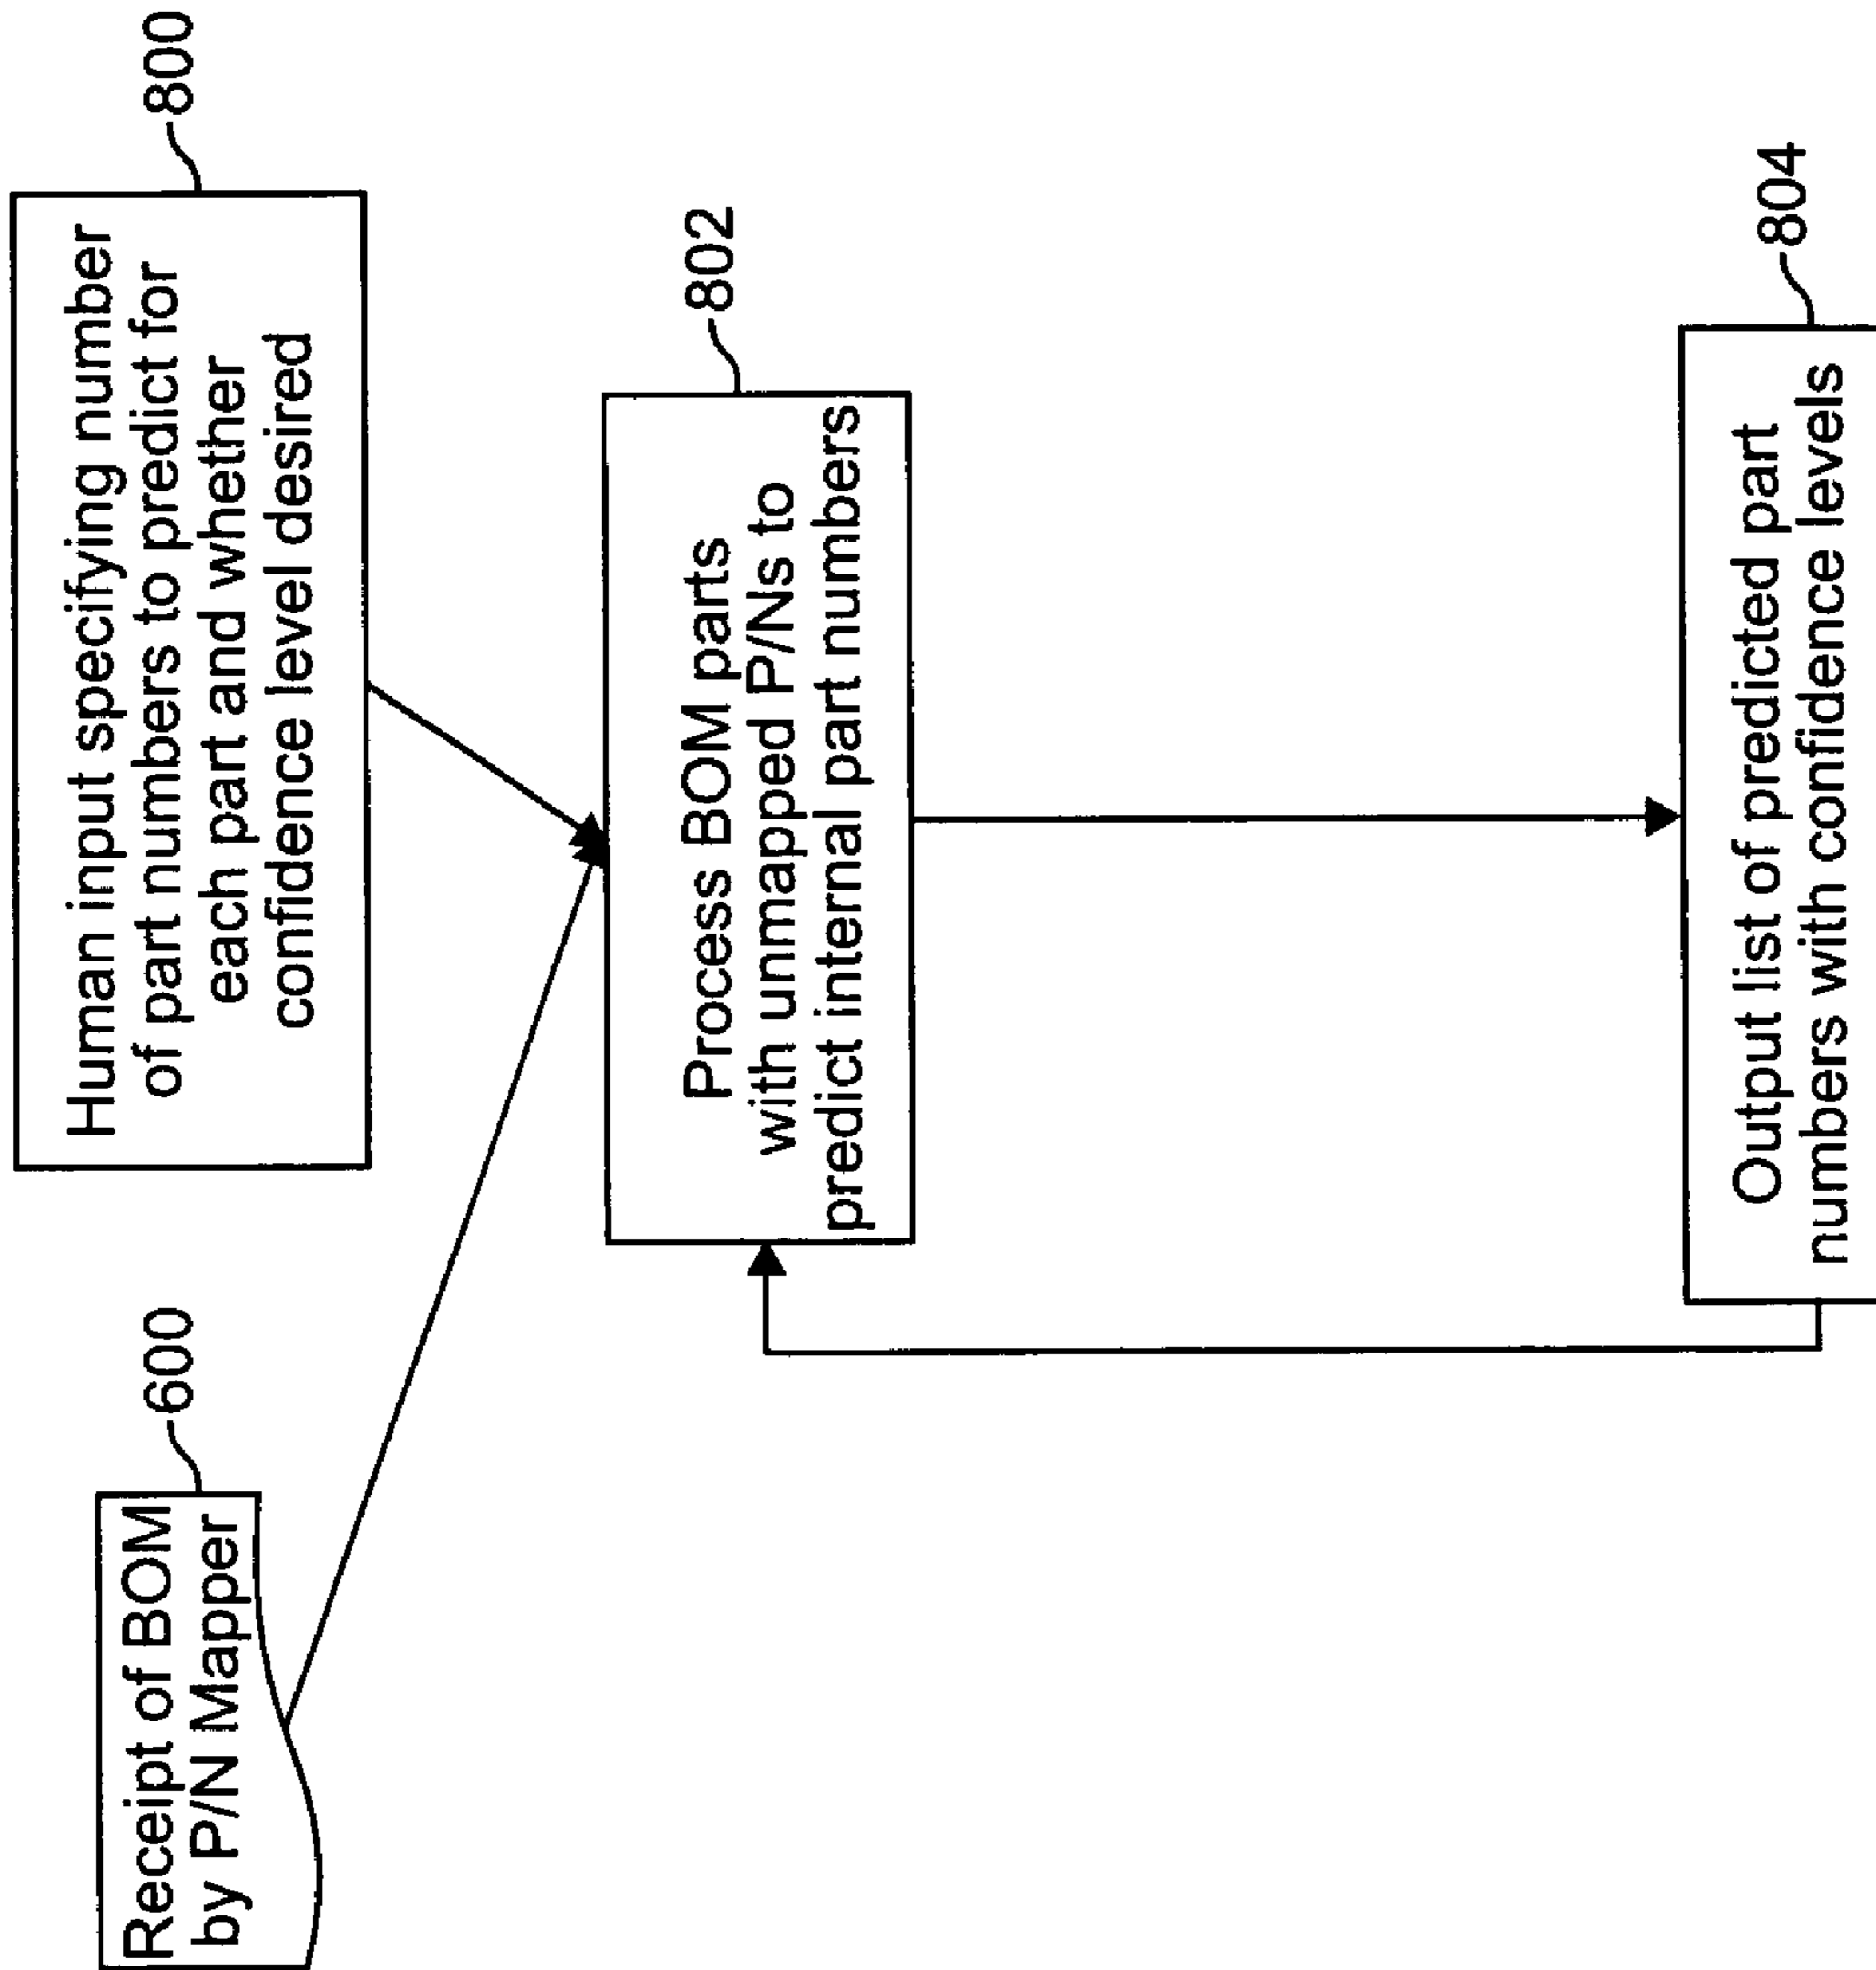 Receipt of BOM
by P/N Mapper
600
Human input specifying number
of part numbers to predict for
each part and whether
confidence level desired
800
Process BOM parts
with unmapped P/Ns to
predict internal part numbers
802
Output list of predicted part
numbers with confidence levels
804